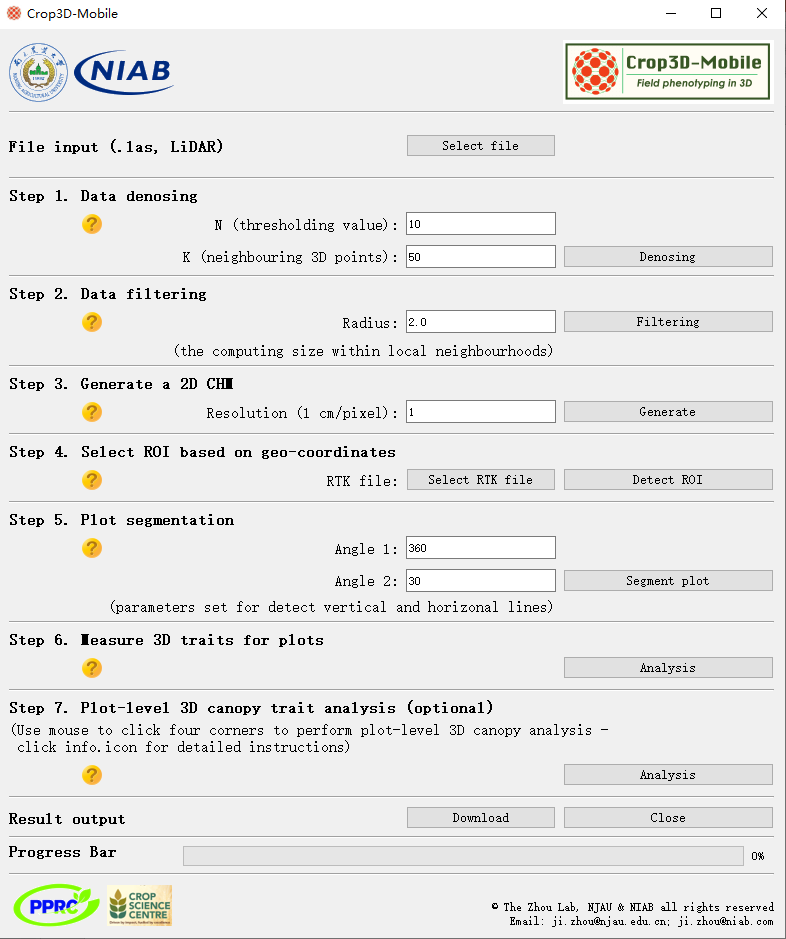 Crop3D-Mobile
NIAB
Crop3D-Mobile
Field phenotyping in 3D
File input (.las, LiDAR)
Select file
Step 1. Data denosing
N (thresholding value):
10
K (neighbouring 3D points):
50
Denosing
Step 2. Data filtering
Radius:
2.0
Filtering
(the computing size within local neighbourhoods)
Step 3. Generate a 2D CHM
Resolution (1 cm/pixel):
1
Generate
Step 4. Select ROI based on geo-coordinates
RTK file:
Select RTK file
Detect ROI
Step 5. Plot segmentation
Angle 1:
360
Angle 2:
30
Segment plot
(parameters set for detect vertical and horizonal lines)
Step 6. Measure 3D traits for plots
Analysis
Step 7. Plot-level 3D canopy trait analysis (optional)
(Use mouse to click four corners to perform plot-level 3D canopy analysis -
click info.icon for detailed instructions)
Analysis
Result output
Download
Close
Progress Bar
0%
PPRC
CROP
SCIENCE
CENTRE
© The Zhou Lab, NJAU & NIAB all rights reserved
Email: ji.zhou@njau.edu.cn; ji.zhou@niab.com